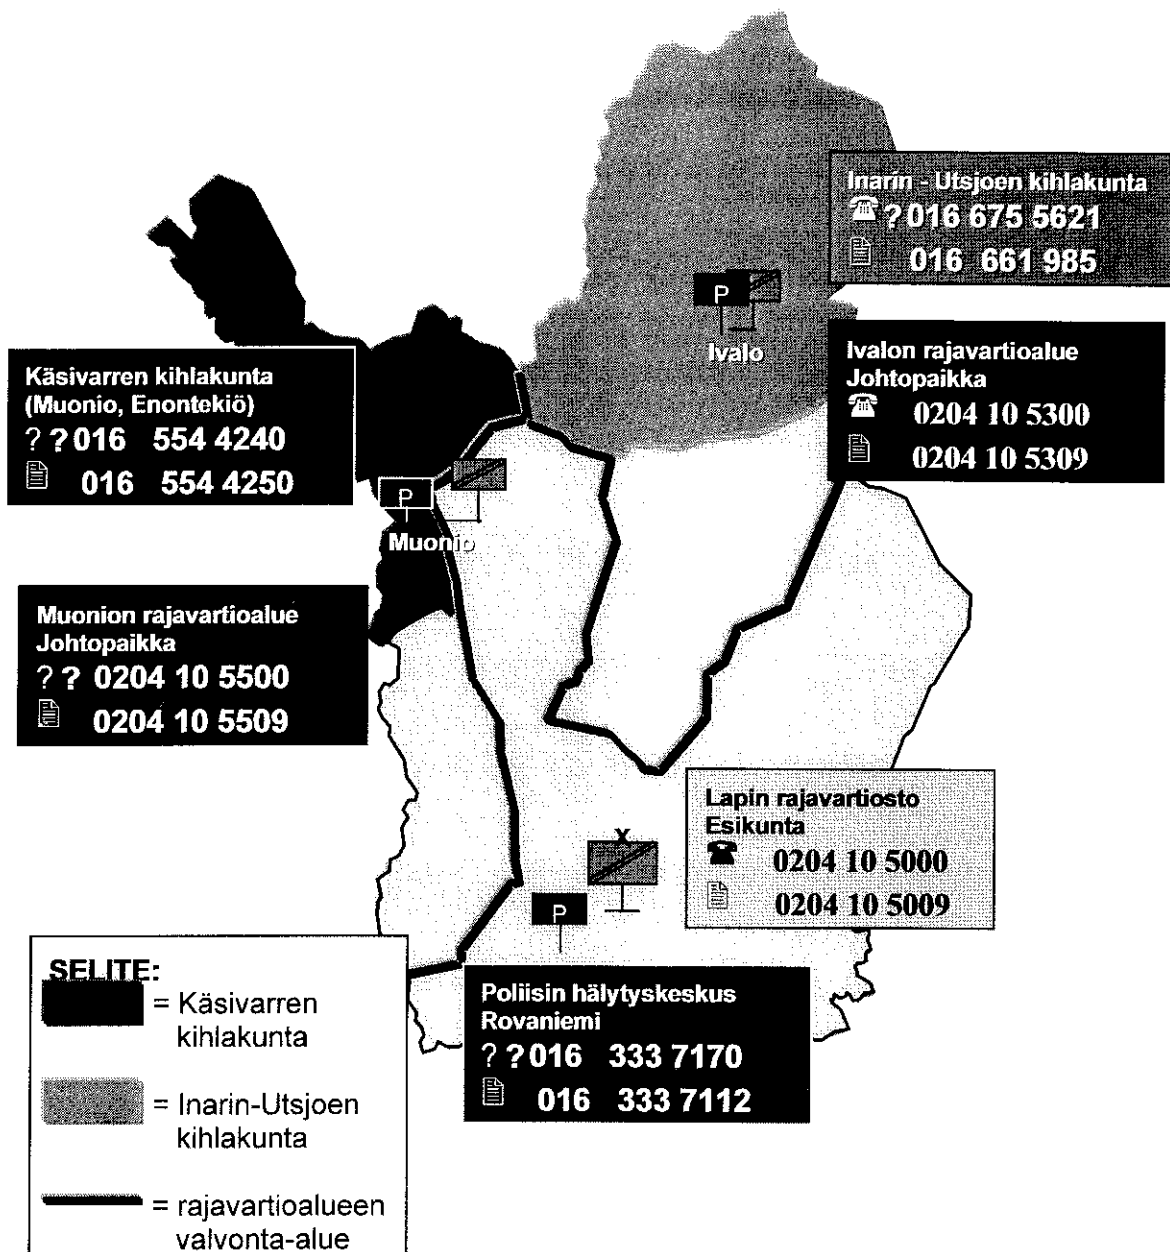 Inarin - Utsjoen kihlakunta
☎ ? 016 675 5621
016 661 985
P
Ivalo
Ivalon rajavartioalue
Johtopaikka
☎ 0204 10 5300
0204 10 5309
Käsivarren kihlakunta
(Muonio, Enontekiö)
? ? 016 554 4240
016 554 4250
P
Muonio
Muonion rajavartioalue
Johtopaikka
? ? 0204 10 5500
0204 10 5509
Lapin rajavartiosto
Esikunta
☎ 0204 10 5000
0204 10 5009
X
P
Poliisin hälytyskeskus
Rovaniemi
? ? 016 333 7170
016 333 7112
SELITE:
= Käsivarren
kihlakunta
= Inarin-Utsjoen
kihlakunta
= rajavartioalueen
valvonta-alue